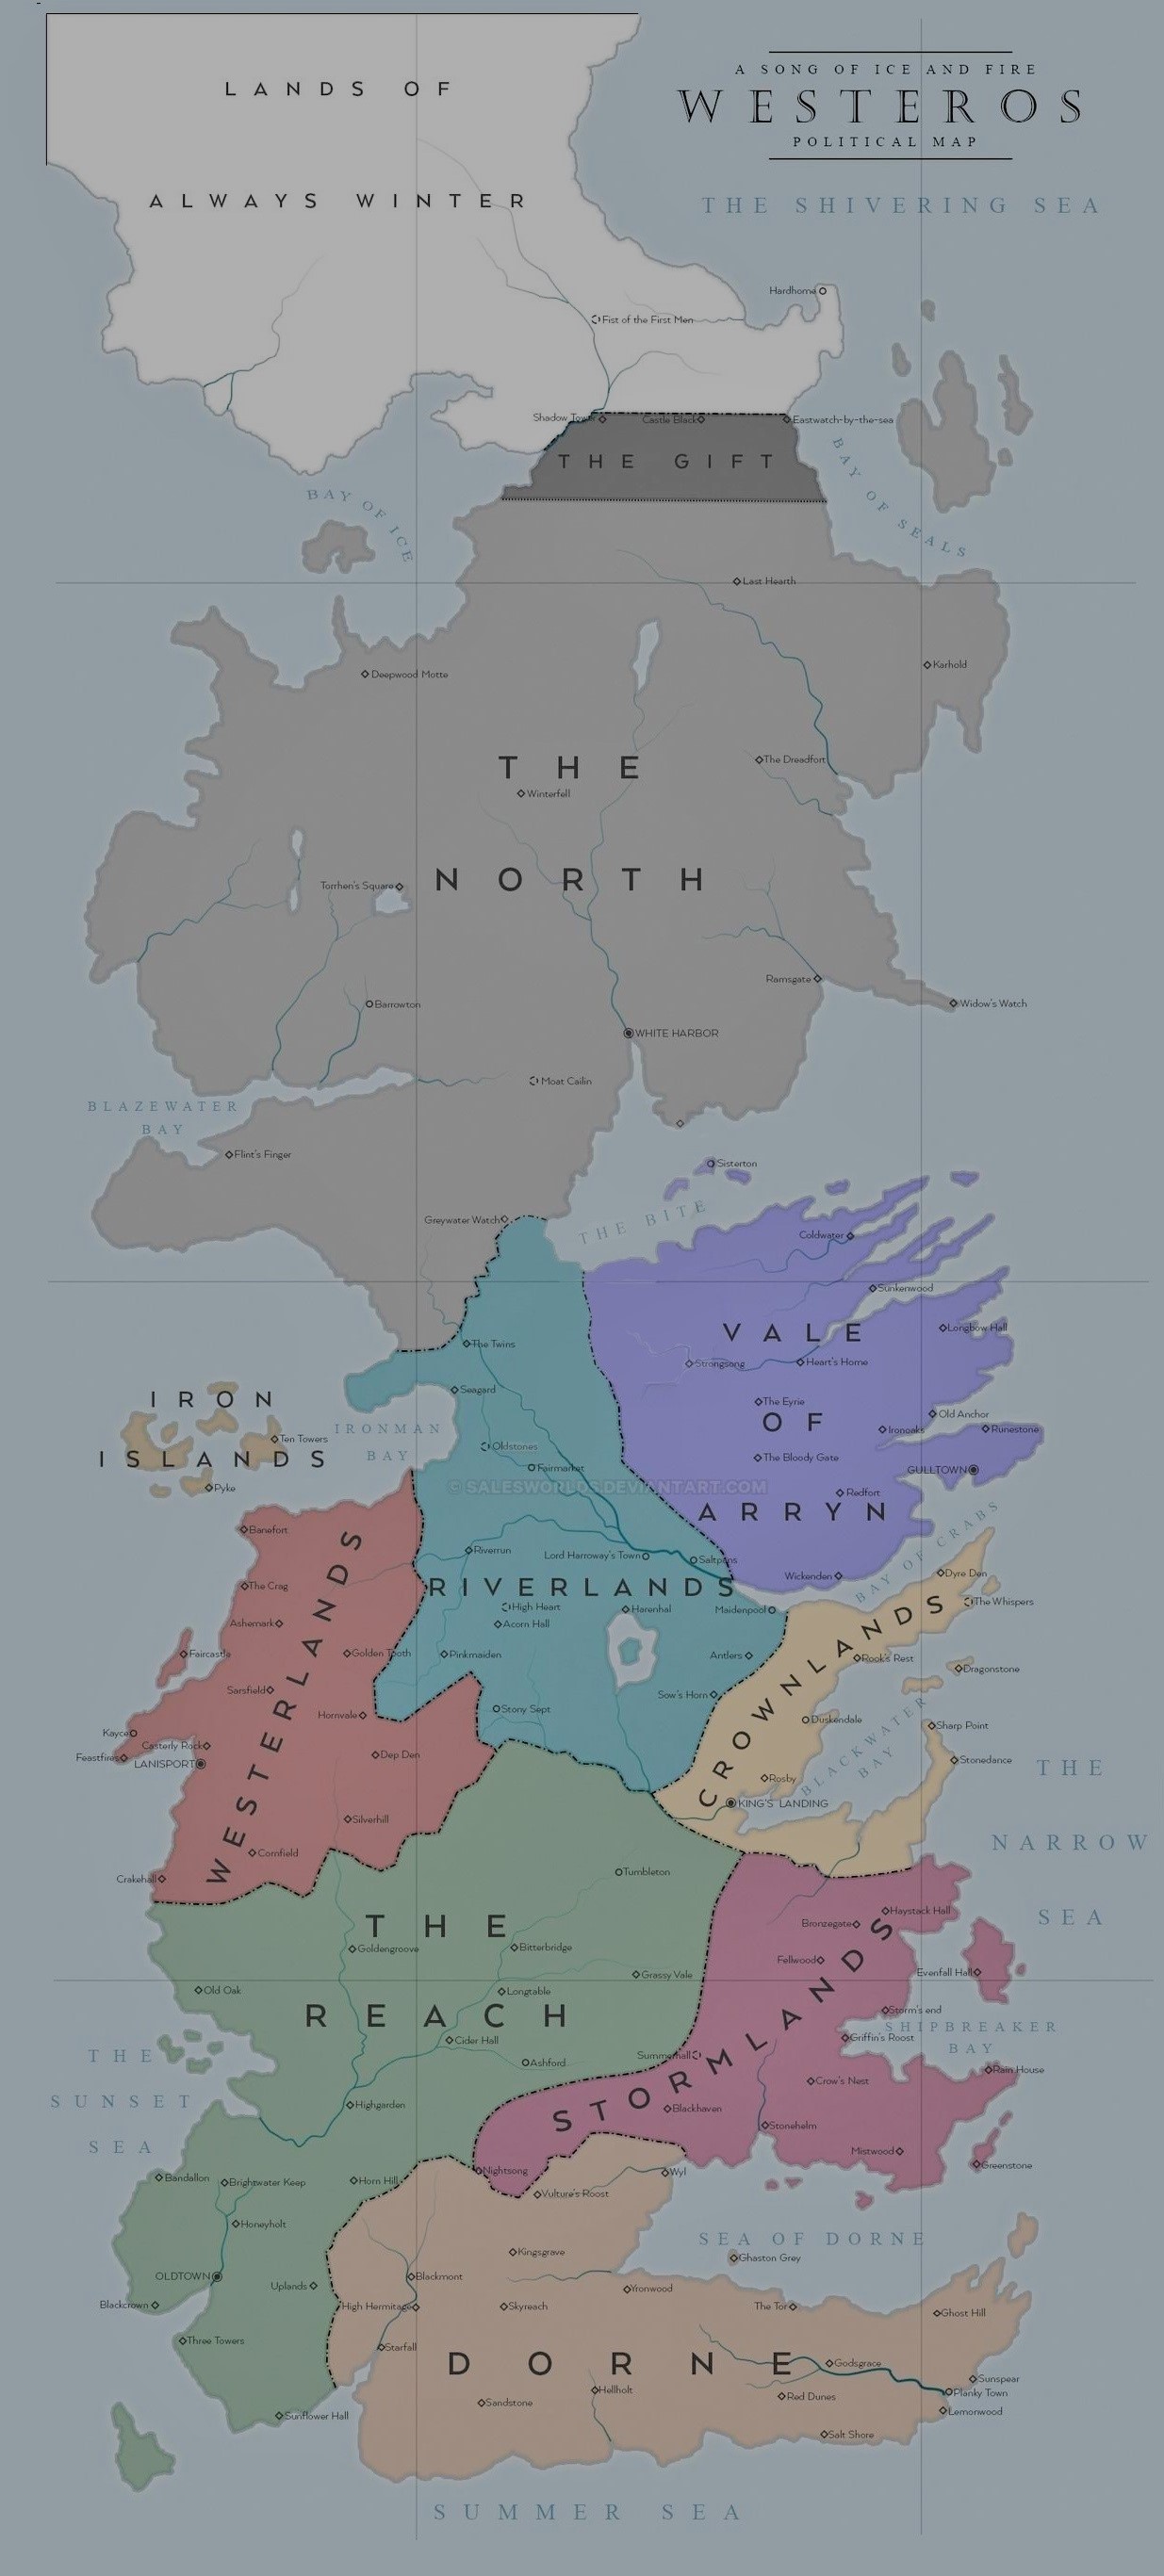 A SONG OF ICE AND FIRE
WESTEROS
POLITICAL MAP
LANDS OF
ALWAYS WINTER
THE SHIVERING SEA
Hardhome
Fist of the First Men
Shadow Tower
Castle Black
Eastwatch-by-the-sea
THE GIFT
BAY OF SEALS
BAY OF ICE
Last Hearth
Karhold
Deepwood Motte
THE
The Dreadfort
Winterfell
NORTH
Torrhen's Square
Ramsgate
Barrowton
Widow's Watch
WHITE HARBOR
Moat Cailin
BLAZEWATER
BAY
Flint's Finger
Sisterton
THE BITE
Greywater Watch
Coldwater
Sunkenwood
VALE
Longbow Hall
The Twins
Strongsong
Heart's Home
Seagard
IRON
The Eyrie
Old Anchor
OF
IRONMAN
BAY
Ironoaks
Runestone
Ten Towers
Oldstones
ISLANDS
The Bloody Gate
Fairmarket
GULLTOWN
Pyke
© SALESWORLDS.DEVIANTART.COM
Redfort
ARRYN
Banefort
BAY OF CRABS
Riverrun
Lord Harroway's Town
Saltpans
Wickenden
Dyre Den
The Crag
RIVERLANDS
The Whispers
High Heart
Harenhal
Maidenpool
CROWNLANDS
Ashemark
Acorn Hall
WESTERLANDS
Faircastle
Golden Tooth
Pinkmaiden
Antlers
Rook's Rest
Dragonstone
Sarsfield
Sow's Horn
Stony Sept
Hornvale
Duskendale
Sharp Point
Kayce
Casterly Rock
Feastfires
LANISPORT
Dep Den
Stonedance
BLACKWATER
BAY
THE
NARROW
SEA
Rosby
KING'S LANDING
Silverhill
Cornfield
Crakehall
Tumbleton
THE
Haystack Hall
Bronzegate
Goldengroove
Bitterbridge
Fellwood
Grassy Vale
Evenfall Hall
Old Oak
Longtable
REACH
Storm's end
SHIPBREAKER
BAY
Griffin's Roost
Cider Hall
STORMLANDS
Summerhall
Ashford
THE
SUNSET
SEA
Rain House
Crow's Nest
Highgarden
Blackhaven
Stonehelm
Mistwood
Greenstone
Nightsong
Wyl
Bandallon
Brightwater Keep
Horn Hill
Vulture's Roost
Honeyholt
SEA OF DORNE
Kingsgrave
Ghaston Grey
OLDTOWN
Blackmont
Uplands
Yronwood
Blackcrown
High Hermitage
Skyreach
The Tor
Ghost Hill
Three Towers
Starfall
DORNE
Godsgrace
Sunspear
Hellholt
Red Dunes
Planky Town
Sandstone
Lemonwood
Sunflower Hall
Salt Shore
SUMMER SEA